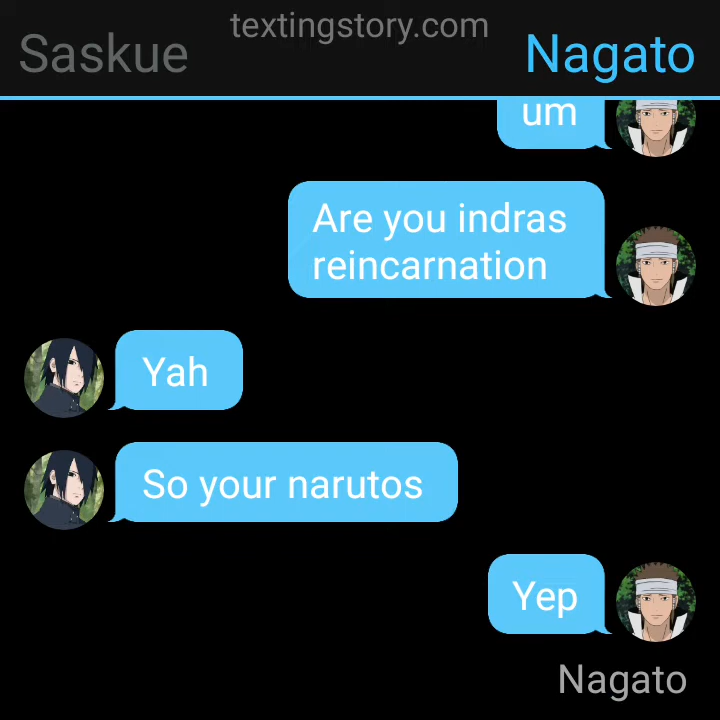 textingstory.com
Saskue
Nagato
um
Are you indras
reincarnation
Yah
So your narutos
Yep
Nagato